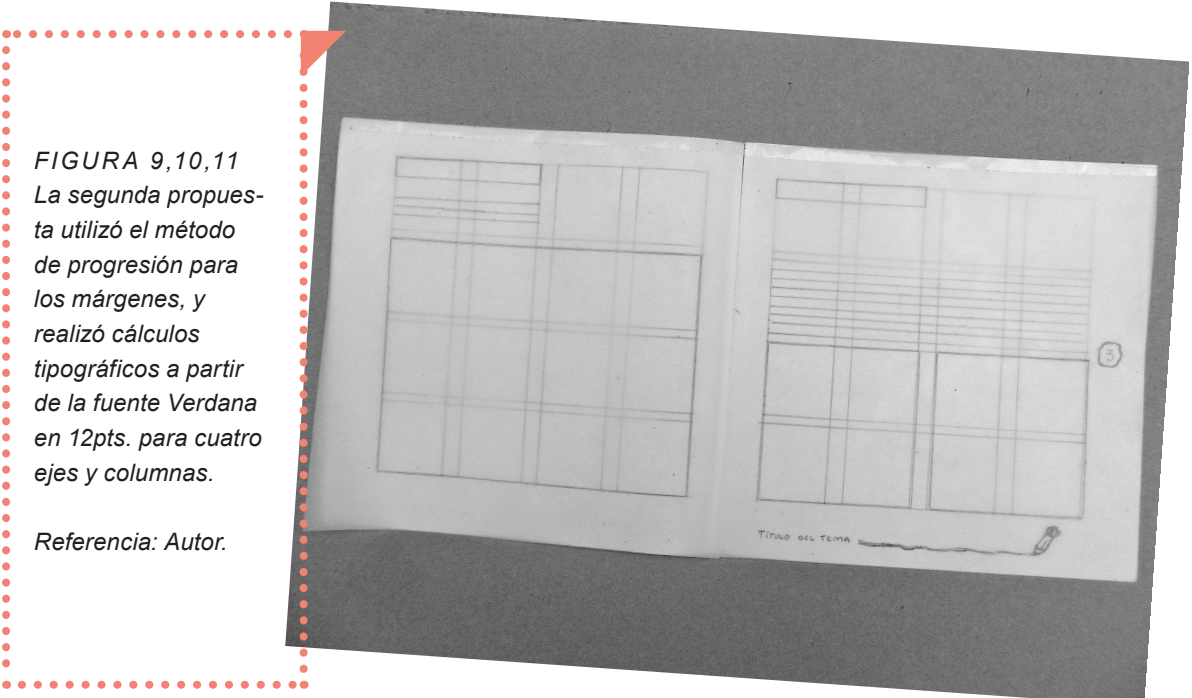 FIGURA 9,10,11
La segunda propues-
ta utilizó el método
de progresión para
los márgenes, y
realizó cálculos
tipográficos a partir
de la fuente Verdana
en 12pts. para cuatro
ejes y columnas.
Referencia: Autor.
3
TÍTULO DEL TEMA